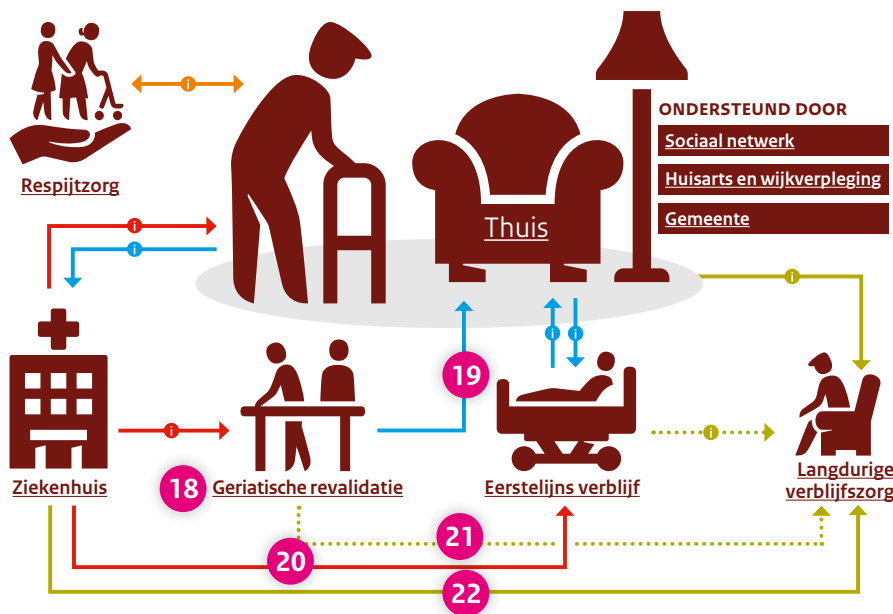 Respijtzorg
ONDERSTEUND DOOR
Sociaal netwerk
Huisarts en wijkverpleging
Gemeente
Thuis
i
i
i
i
i
i
19
i
i
18
Ziekenhuis
Geriatische revalidatie
Eerstelijns verblijf
Langdurige
verblijfszorg
21
20
22